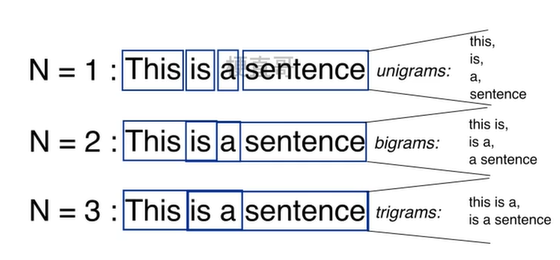 N = 1 : This is a sentence unigrams:
this,
is,
a,
sentence
N = 2 : This is a sentence bigrams:
this is,
is a,
a sentence
N = 3 : This is a sentence trigrams:
this is a,
is a sentence